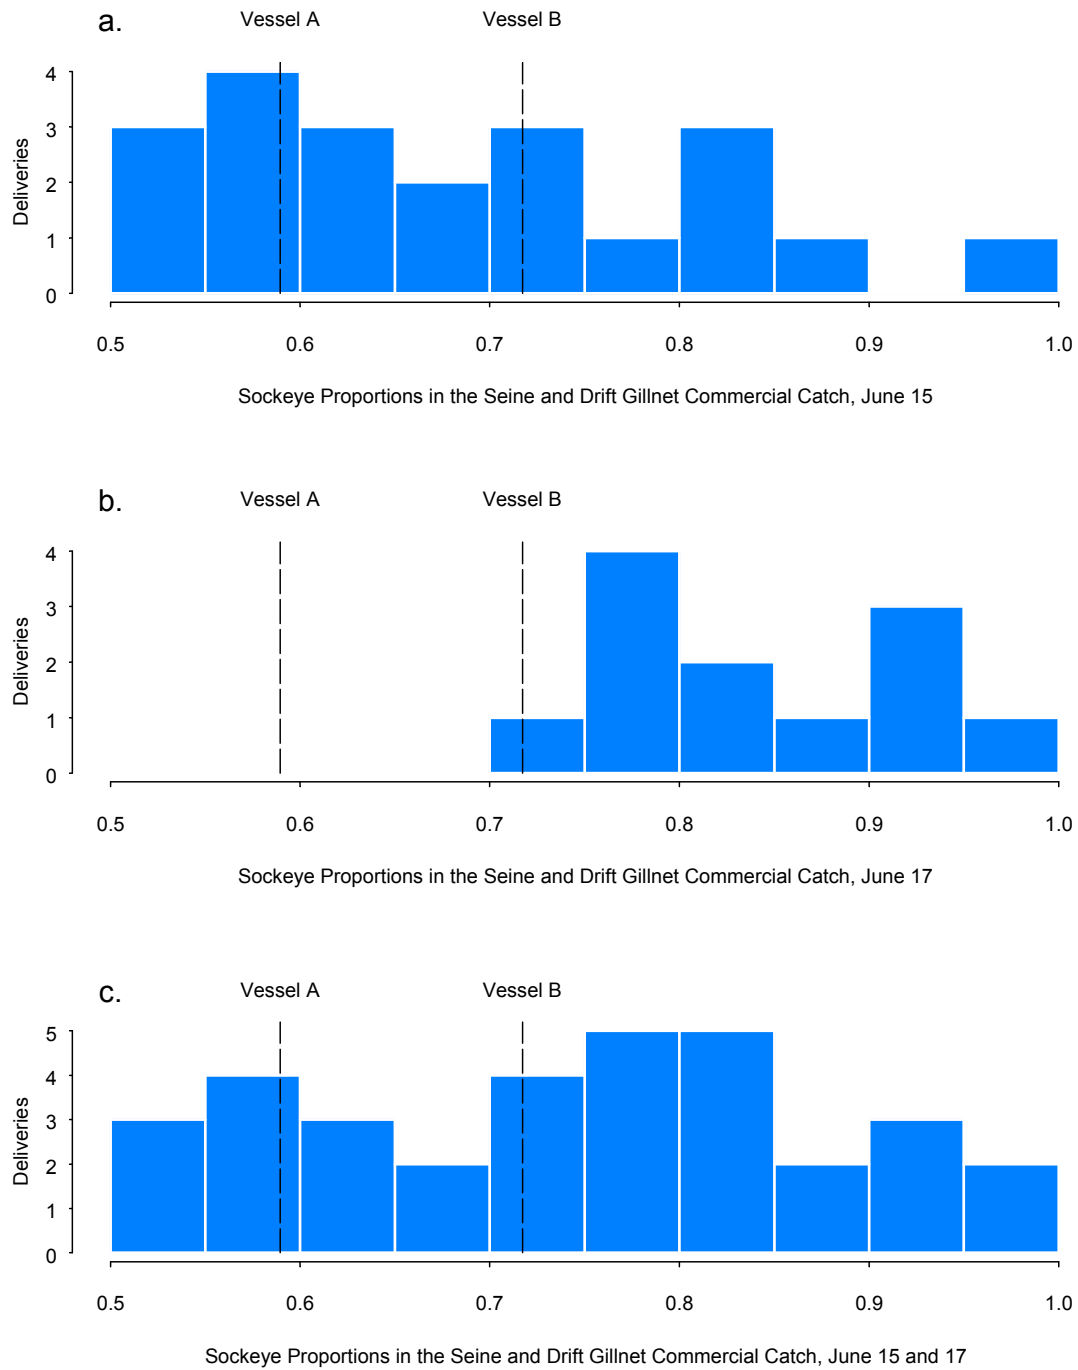 a.
Vessel A Vessel B
4
3
2
1
0
Deliveries
0.5 0.6 0.7 0.8 0.9 1.0
Sockeye Proportions in the Seine and Drift Gillnet Commercial Catch, June 15
b.
Vessel A Vessel B
4
3
2
1
0
Deliveries
0.5 0.6 0.7 0.8 0.9 1.0
Sockeye Proportions in the Seine and Drift Gillnet Commercial Catch, June 17
c.
Vessel A Vessel B
5
4
3
2
1
0
Deliveries
0.5 0.6 0.7 0.8 0.9 1.0
Sockeye Proportions in the Seine and Drift Gillnet Commercial Catch, June 15 and 17